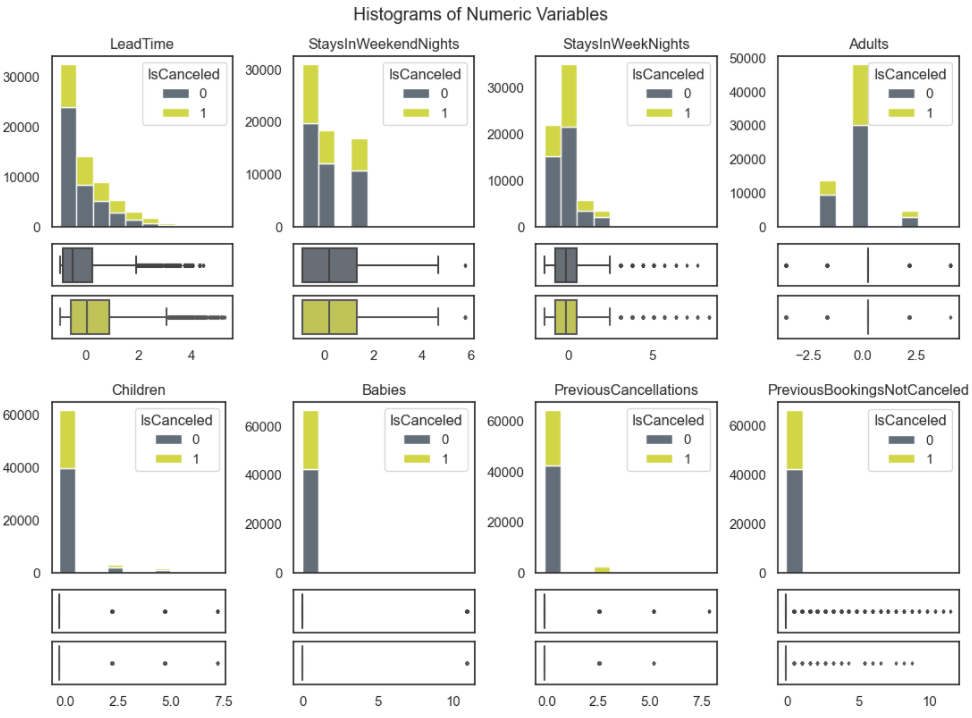 Histograms of Numeric Variables
LeadTime
StaysInWeekendNights
StaysInWeekNights
Adults
IsCanceled
0
1
IsCanceled
0
1
IsCanceled
0
1
IsCanceled
0
1
30000
20000
10000
0
30000
25000
20000
15000
10000
5000
0
30000
20000
10000
0
50000
40000
30000
20000
10000
0
0 2 4
0 2 4 6
0 5
−2.5 0.0 2.5
Children
Babies
PreviousCancellations
PreviousBookingsNotCanceled
IsCanceled
0
1
IsCanceled
0
1
IsCanceled
0
1
60000
40000
20000
0
60000
40000
20000
0
60000
40000
20000
0
60000
40000
20000
0
0.0 2.5 5.0 7.5
0 5 10
0.0 2.5 5.0 7.5
0 5 10